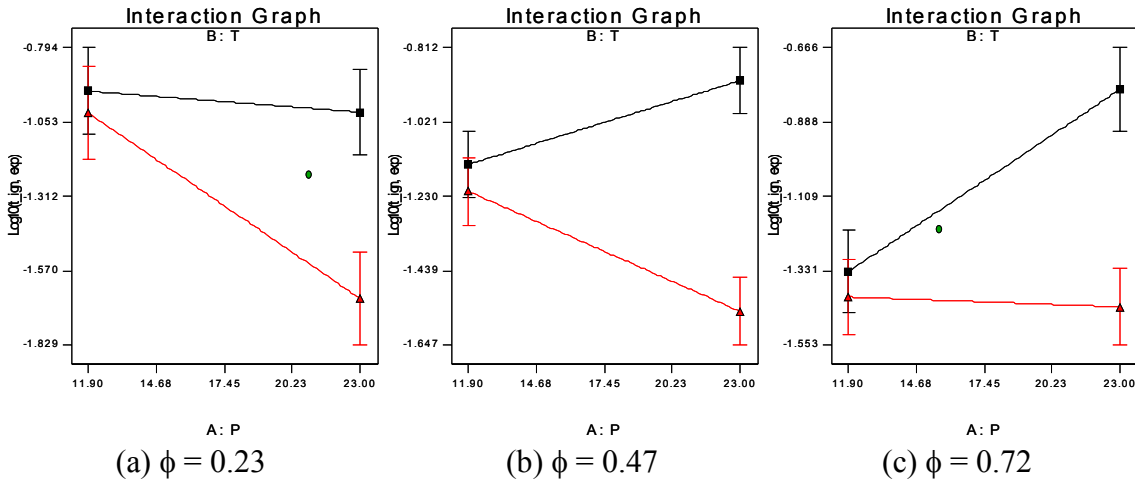 Interaction Graph
B: T
-0.794
-1.053
-1.312
-1.570
-1.829
Log10(t_ign, exp)
11.90 14.68 17.45 20.23 23.00
A: P
(a) ϕ = 0.23
Interaction Graph
B: T
-0.812
-1.021
-1.230
-1.439
-1.647
Log10(t_ign, exp)
11.90 14.68 17.45 20.23 23.00
A: P
(b) ϕ = 0.47
Interaction Graph
B: T
-0.666
-0.888
-1.109
-1.331
-1.553
Log10(t_ign, exp)
11.90 14.68 17.45 20.23 23.00
A: P
(c) ϕ = 0.72